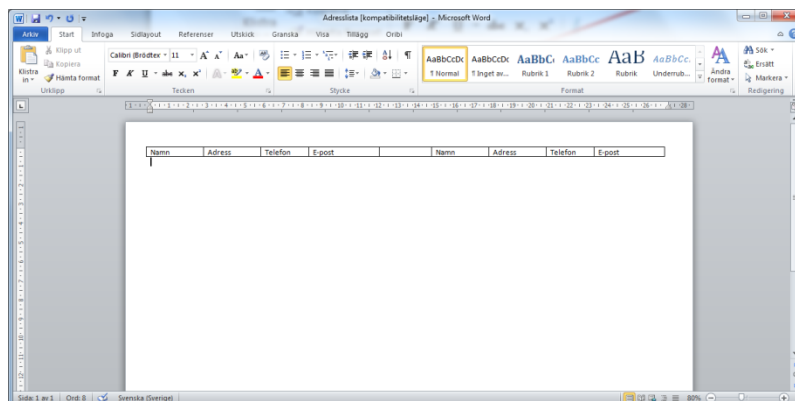 Adresslista [kompatibilitetsläge] - Microsoft Word
Arkiv Start Infoga Sidlayout Referenser Utskick Granska Visa Tillägg Oribi
Klistra in
Klipp ut
Kopiera
Hämta format
Urklipp
Calibri (Brödtex 11
F K U abc x, x² A
Tecken
Stycke
AaBbCcDc AaBbCcDc AaBbC AaBbCc AaB AaBbCc.
¶ Normal ¶ Inget av... Rubrik 1 Rubrik 2 Rubrik Underrub...
Ändra format
Format
Sök
Ersätt
Markera
Redigering
Namn Adress Telefon E-post Namn Adress Telefon E-post
Sida: 1 av 1 Ord: 8 Svenska (Sverige) 80%